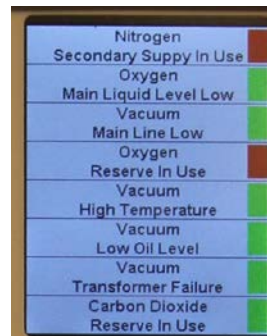 Nitrogen
Secondary Suppy In Use
Oxygen
Main Liquid Level Low
Vacuum
Main Line Low
Oxygen
Reserve In Use
Vacuum
High Temperature
Vacuum
Low Oil Level
Vacuum
Transformer Failure
Carbon Dioxide
Reserve In Use